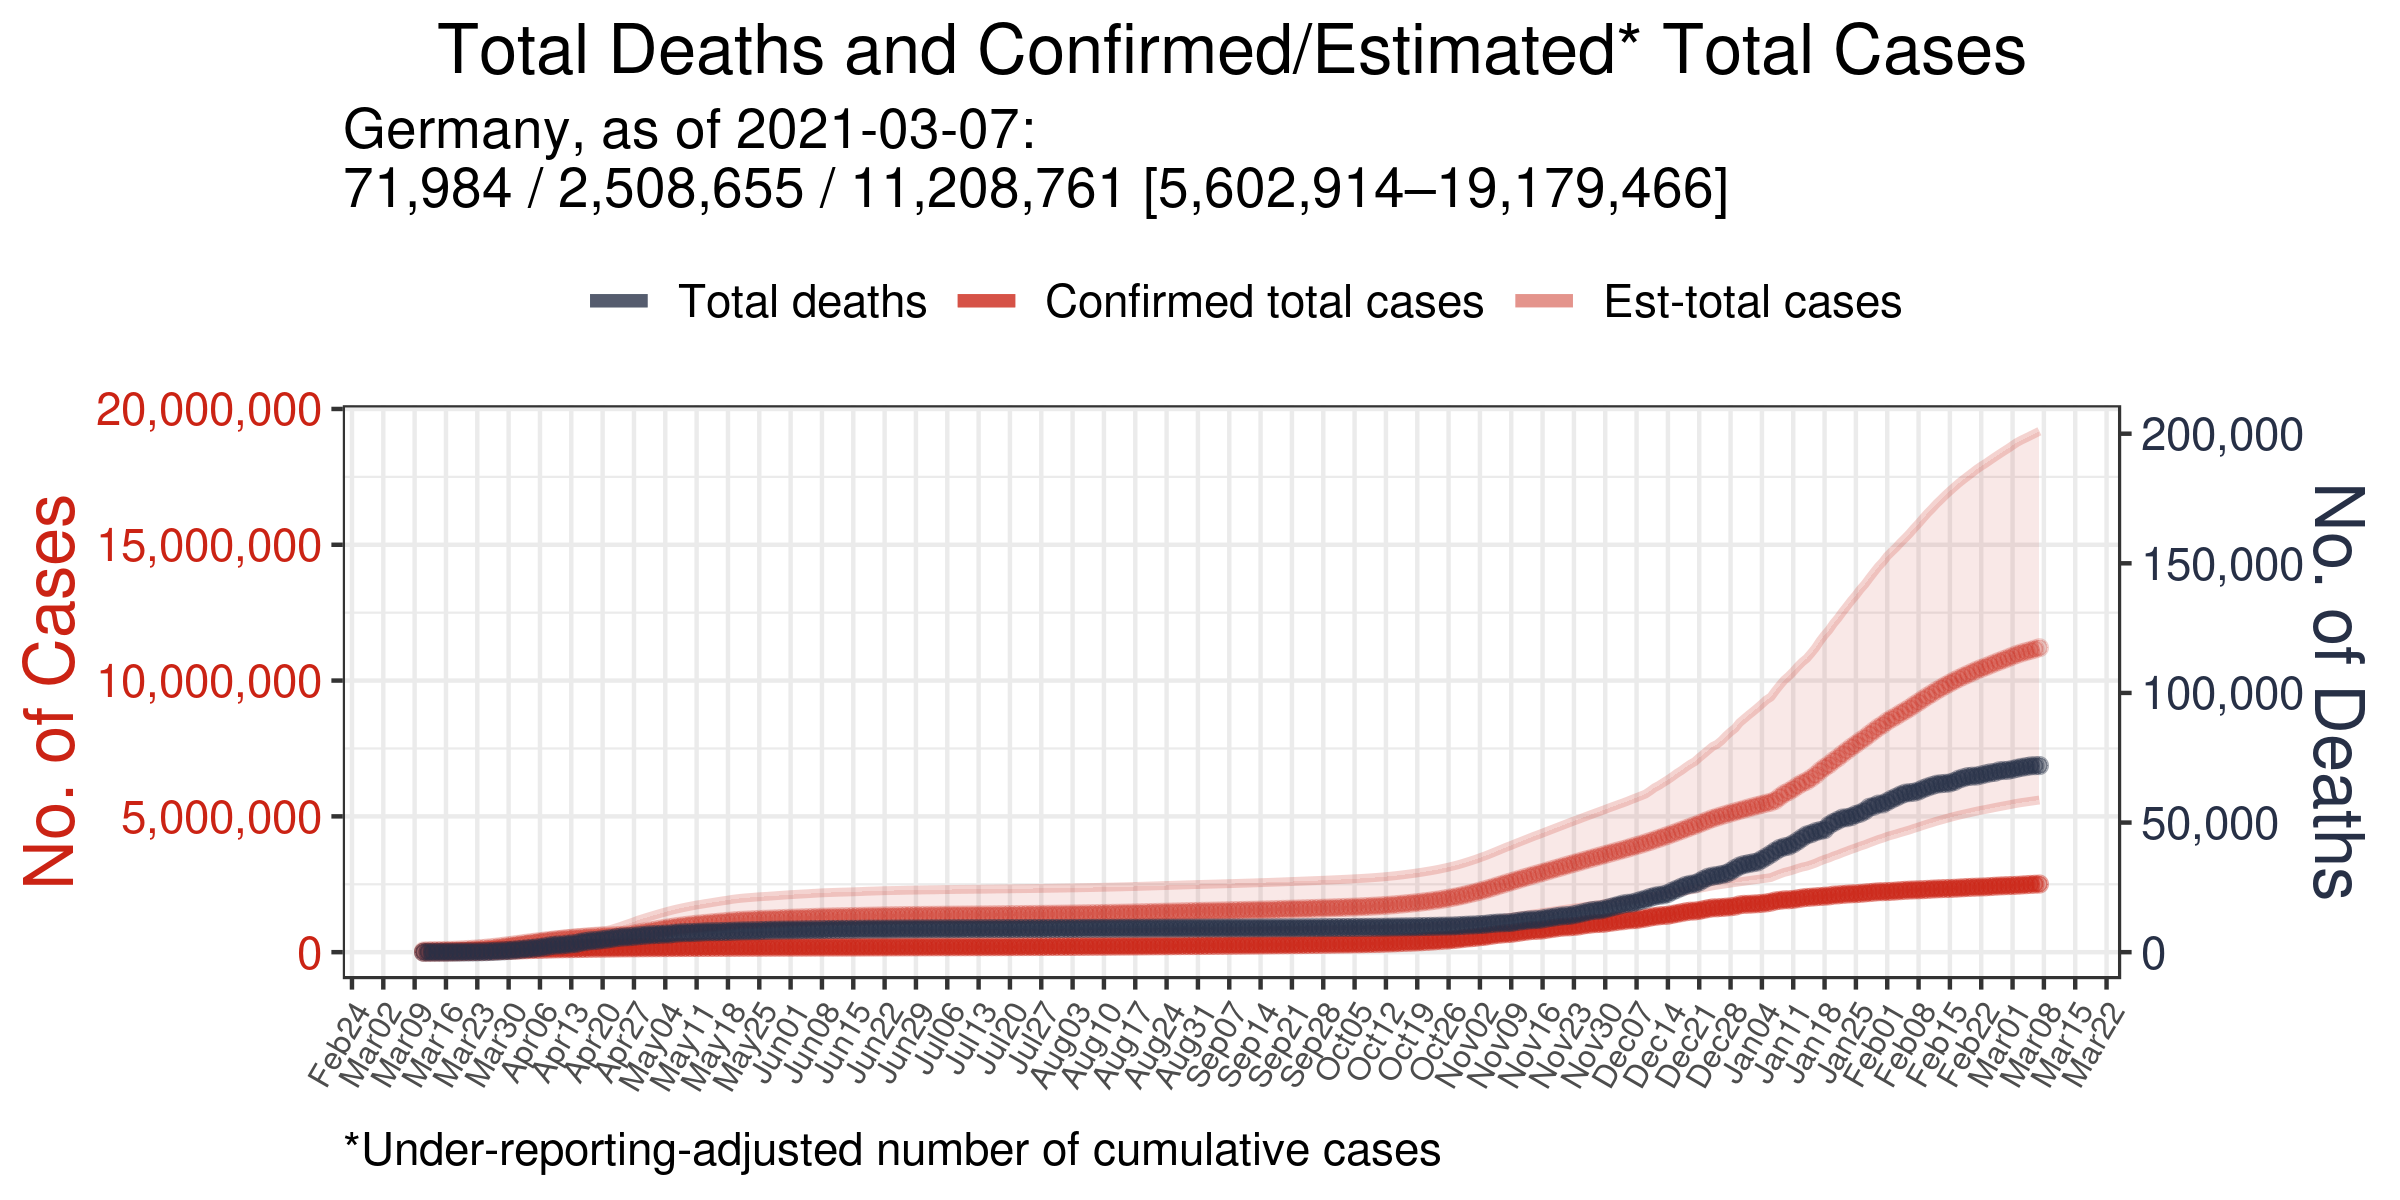 Total Deaths and Confirmed/Estimated* Total Cases
Germany, as of 2021-03-07:
71,984 / 2,508,655 / 11,208,761 [5,602,914–19,179,466]
Total deaths
Confirmed total cases
Est-total cases
No. of Cases
20,000,000
15,000,000
10,000,000
5,000,000
0
200,000
150,000
100,000
50,000
0
No. of Deaths
Feb24
Mar02
Mar09
Mar16
Mar23
Mar30
Apr06
Apr13
Apr20
Apr27
May04
May11
May18
May25
Jun01
Jun08
Jun15
Jun22
Jun29
Jul06
Jul13
Jul20
Jul27
Aug03
Aug10
Aug17
Aug24
Aug31
Sep07
Sep14
Sep21
Sep28
Oct05
Oct12
Oct19
Oct26
Nov02
Nov09
Nov16
Nov23
Nov30
Dec07
Dec14
Dec21
Dec28
Jan04
Jan11
Jan18
Jan25
Feb01
Feb08
Feb15
Feb22
Mar01
Mar08
Mar15
Mar22
*Under-reporting-adjusted number of cumulative cases